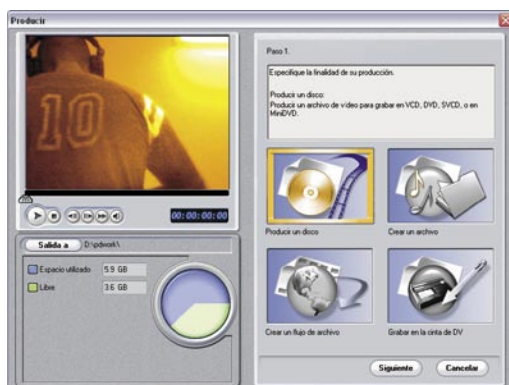 Producir
10
00:00:00:00
Salida a D:\pdwork\
Espacio utilizado 5.9 GB
Libre 3.6 GB
Paso 1.
Especifique la finalidad de su producción.
Producir un disco:
Producir un archivo de vídeo para grabar en VCD, DVD, SVCD, o en
MiniDVD.
Producir un disco
Crear un archivo
Crear un flujo de archivo
Grabar en la cinta de DV
Siguiente
Cancelar